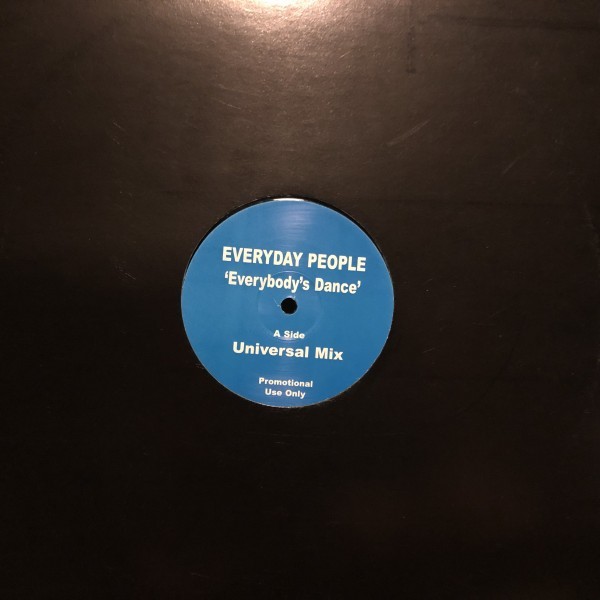 EVERYDAY PEOPLE
‘Everybody’s Dance’
A Side
Universal Mix
Promotional
Use Only